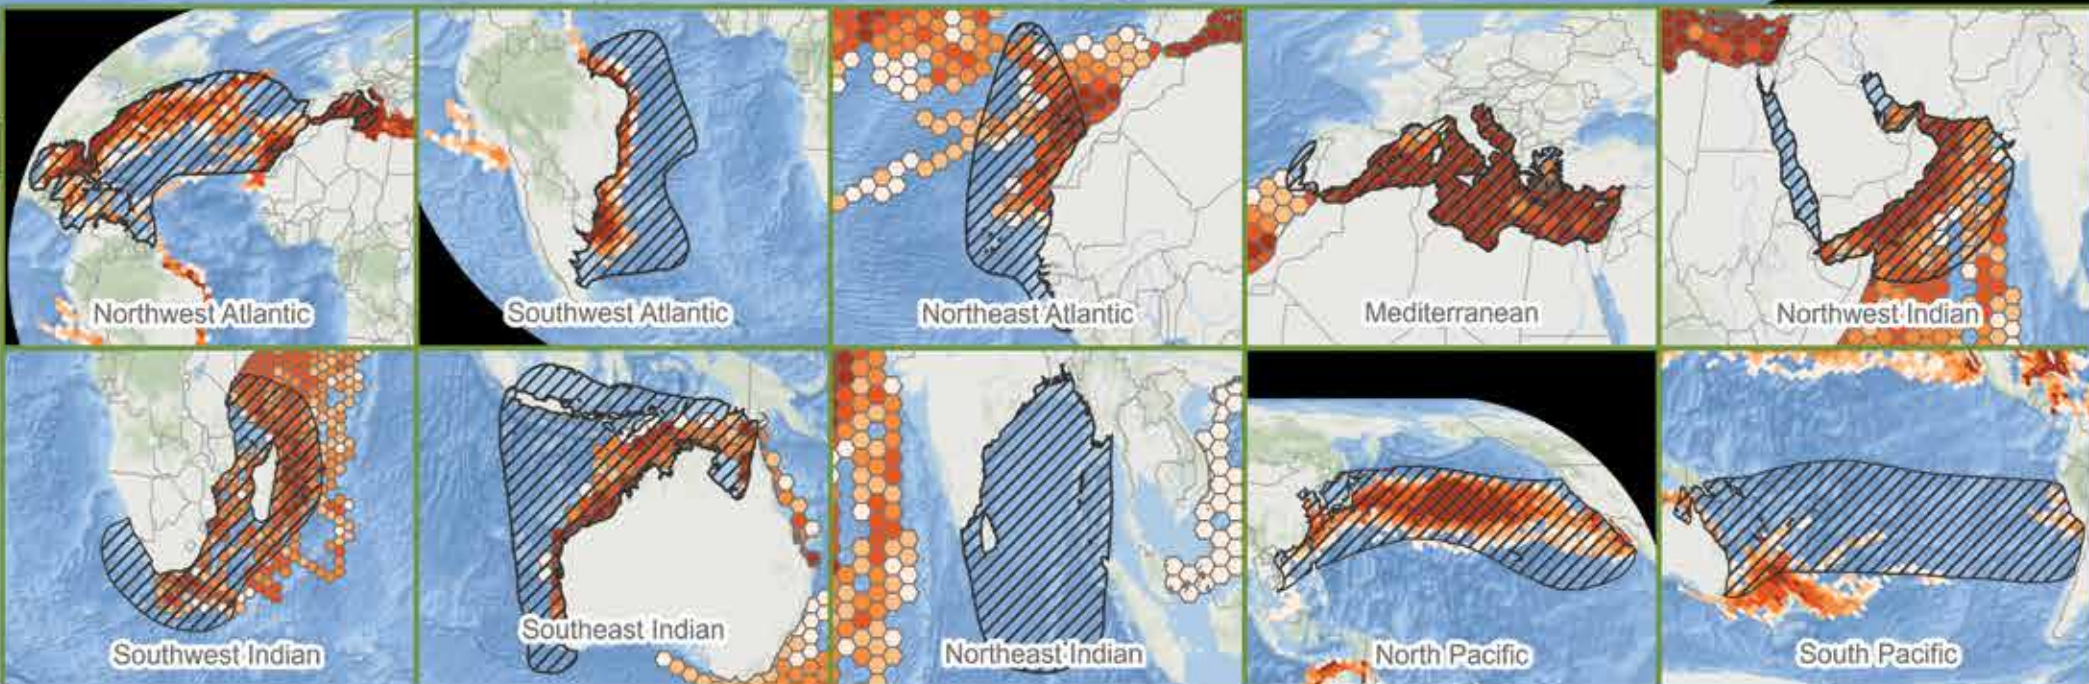 Northwest Atlantic
Southwest Atlantic
Northeast Atlantic
Mediterranean
Northwest Indian
Southwest Indian
Southeast Indian
Northeast Indian
North Pacific
South Pacific